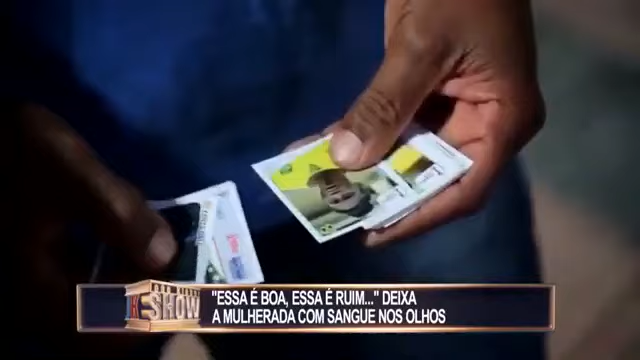 "ESSA É BOA, ESSA É RUIM..." DEIXA
A MULHERADA COM SANGUE NOS OLHOS
SHOW